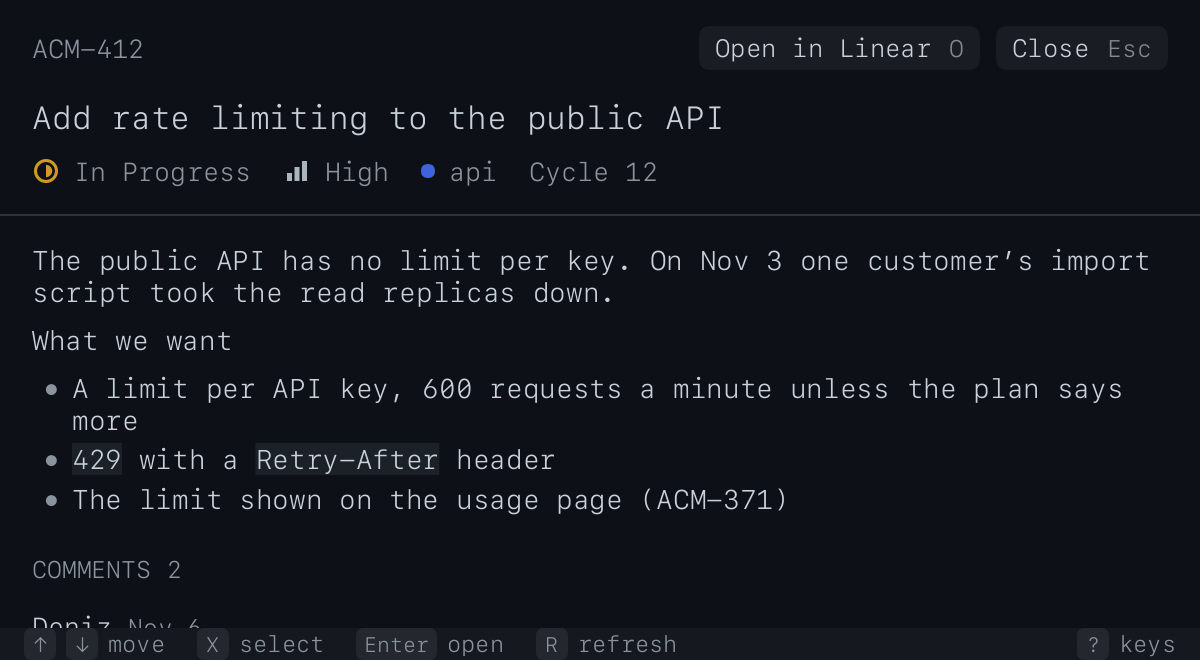 ACM-412
Open in Linear O
Close Esc
Add rate limiting to the public API
In Progress High api Cycle 12
The public API has no limit per key. On Nov 3 one customer’s import
script took the read replicas down.
What we want
A limit per API key, 600 requests a minute unless the plan says
more
429 with a Retry-After header
The limit shown on the usage page (ACM-371)
COMMENTS 2
Deniz Nov 6
↑ ↓ move X select Enter open R refresh ? keys